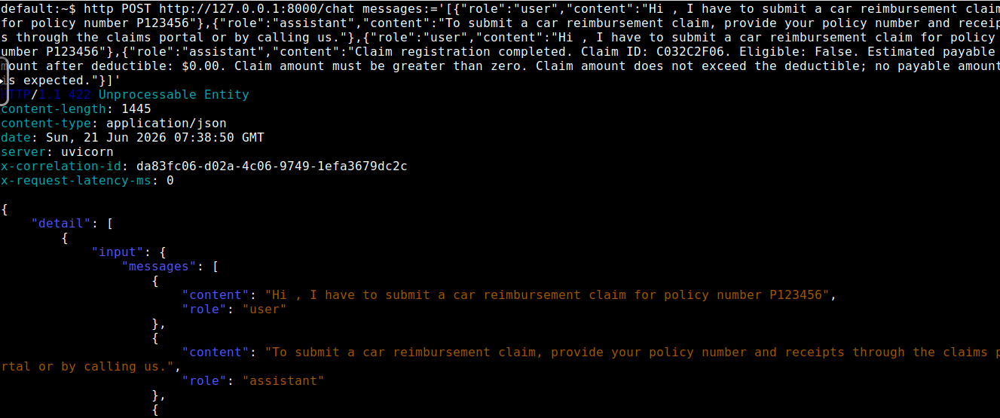 default:~$ http POST http://127.0.0.1:8000/chat messages:='[{"role":"user","content":"Hi , I have to submit a car reimbursement claim
for policy number P123456"},{"role":"assistant","content":"To submit a car reimbursement claim, provide your policy number and receip
s through the claims portal or by calling us."},{"role":"user","content":"Hi , I have to submit a car reimbursement claim for policy
umber P123456"},{"role":"assistant","content":"Claim registration completed. Claim ID: C032C2F06. Eligible: False. Estimated payable
mount after deductible: $0.00. Claim amount must be greater than zero. Claim amount does not exceed the deductible; no payable amount
is expected."}]'
HTTP/1.1 422 Unprocessable Entity
content-length: 1445
content-type: application/json
date: Sun, 21 Jun 2026 07:38:50 GMT
server: uvicorn
x-correlation-id: da83fc06-d02a-4c06-9749-1efa3679dc2c
x-request-latency-ms: 0
{
"detail": [
{
"input": {
"messages": [
{
"content": "Hi , I have to submit a car reimbursement claim for policy number P123456",
"role": "user"
},
{
"content": "To submit a car reimbursement claim, provide your policy number and receipts through the claims p
rtal or by calling us.",
"role": "assistant"
},
{